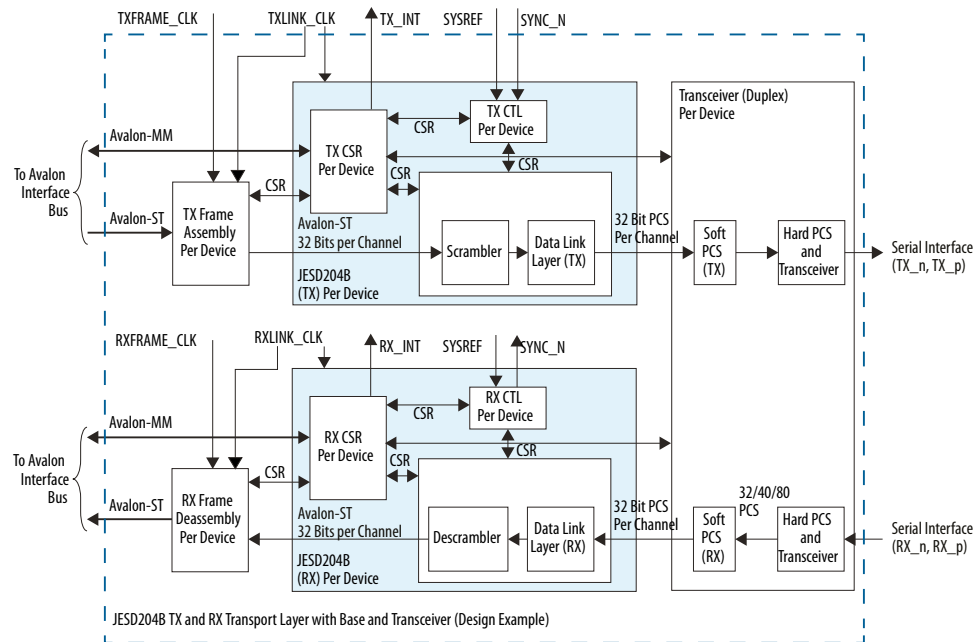 TXFRAME_CLK
TXLINK_CLK
TX_INT
SYSREF
SYNC_N
Transceiver (Duplex)
Per Device
TX CTL
Per Device
CSR
TX CSR
Per Device
CSR
Avalon-MM
To Avalon
Interface
Bus
CSR
CSR
Avalon-ST
TX Frame
Assembly
Per Device
Avalon-ST
32 Bits per Channel
Scrambler
Data Link
Layer (TX)
32 Bit PCS
Per Channel
Soft
PCS
(TX)
Hard PCS
and
Transceiver
Serial Interface
(TX_n, TX_p)
JESD204B
(TX) Per Device
RXFRAME_CLK
RXLINK_CLK
RX_INT
SYSREF
SYNC_N
RX CTL
Per Device
CSR
RX CSR
Per Device
CSR
Avalon-MM
To Avalon
Interface
Bus
CSR
CSR
Avalon-ST
RX Frame
Deassembly
Per Device
Avalon-ST
32 Bits per Channel
Descrambler
Data Link
Layer (RX)
32 Bit PCS
Per Channel
Soft
PCS
(RX)
32/40/80
PCS
Hard PCS
and
Transceiver
Serial Interface
(RX_n, RX_p)
JESD204B
(RX) Per Device
JESD204B TX and RX Transport Layer with Base and Transceiver (Design Example)